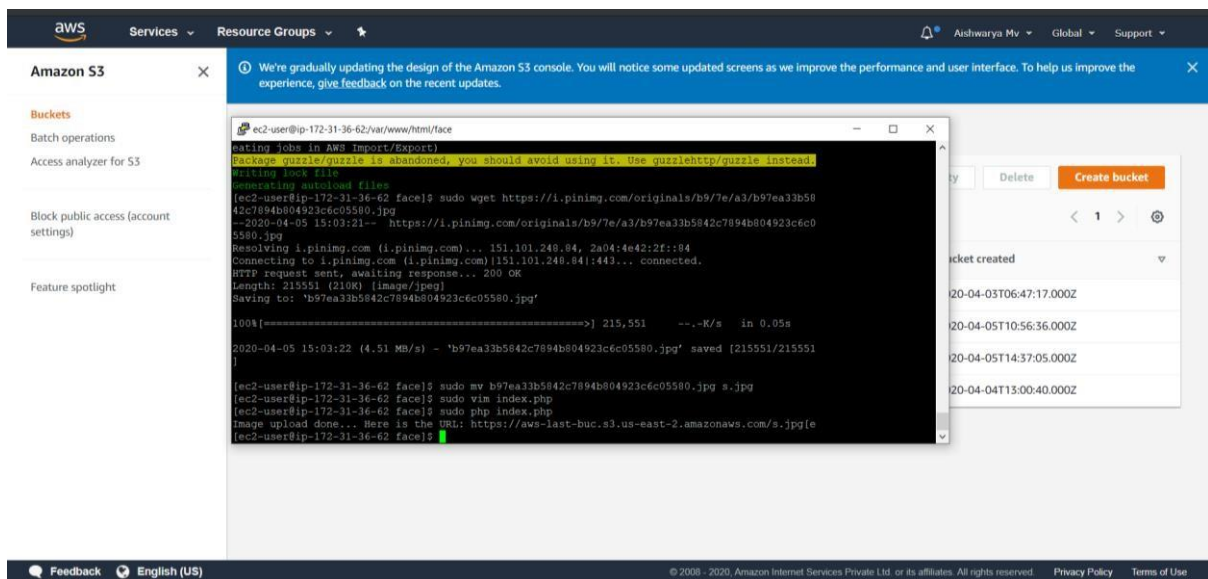 aws Services Resource Groups Aishwarya Mv Global Support
Amazon S3
We're gradually updating the design of the Amazon S3 console. You will notice some updated screens as we improve the performance and user interface. To help us improve the
experience, give feedback on the recent updates.
Buckets
Batch operations
Access analyzer for S3
Block public access (account
settings)
Feature spotlight
ec2-user@ip-172-31-36-62:/var/www/html/face
eating jobs in AWS Import/Export)
Package guzzle/guzzle is abandoned, you should avoid using it. Use guzzlehttp/guzzle instead.
Writing lock file
Generating autoload files
[ec2-user@ip-172-31-36-62 face]$ sudo wget https://i.pinimg.com/originals/b9/7e/a3/b97ea33b58
42c7894b804923c6c05580.jpg
--2020-04-05 15:03:21-- https://i.pinimg.com/originals/b9/7e/a3/b97ea33b5842c7894b804923c6c0
5580.jpg
Resolving i.pinimg.com (i.pinimg.com)... 151.101.248.84, 2a04:4e42:2f::84
Connecting to i.pinimg.com (i.pinimg.com)|151.101.248.84|:443... connected.
HTTP request sent, awaiting response... 200 OK
Length: 215551 (210K) [image/jpeg]
Saving to: ‘b97ea33b5842c7894b804923c6c05580.jpg’
100%[======================================================>] 215,551 --.-K/s in 0.05s
2020-04-05 15:03:22 (4.51 MB/s) - ‘b97ea33b5842c7894b804923c6c05580.jpg’ saved [215551/215551
]
[ec2-user@ip-172-31-36-62 face]$ sudo mv b97ea33b5842c7894b804923c6c05580.jpg s.jpg
[ec2-user@ip-172-31-36-62 face]$ sudo vim index.php
[ec2-user@ip-172-31-36-62 face]$ sudo php index.php
Image upload done... Here is the URL: https://aws-last-buc.s3.us-east-2.amazonaws.com/s.jpg[e
[ec2-user@ip-172-31-36-62 face]$
ty Delete Create bucket
1
ucket created
20-04-03T06:47:17.000Z
20-04-05T10:56:36.000Z
20-04-05T14:37:05.000Z
20-04-04T13:00:40.000Z
Feedback English (US) © 2008 - 2020, Amazon Internet Services Private Ltd. or its affiliates. All rights reserved. Privacy Policy Terms of Use